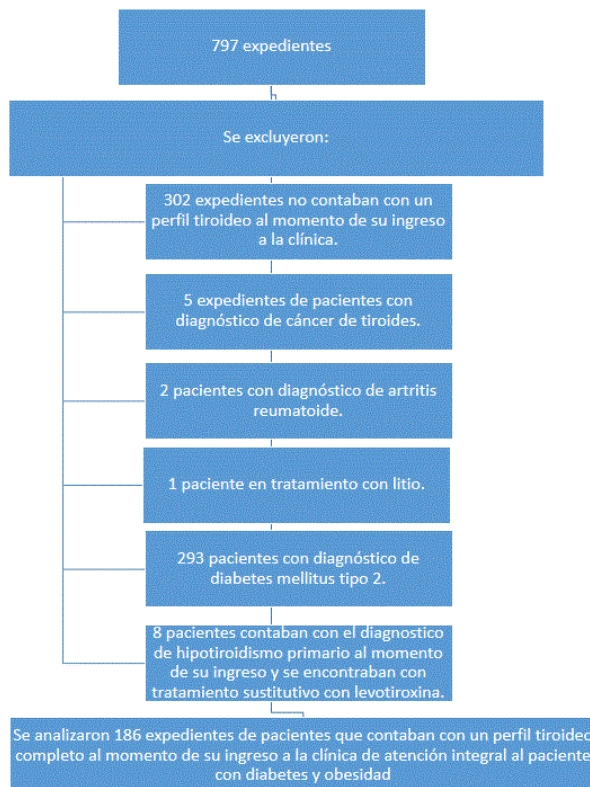 797 expedientes
Se excluyeron:
302 expedientes no contaban con un
perfil tiroideo al momento de su ingreso
a la clínica.
5 expedientes de pacientes con
diagnóstico de cáncer de tiroides.
2 pacientes con diagnóstico de artritis
reumatoide.
1 paciente en tratamiento con litio.
293 pacientes con diagnóstico de
diabetes mellitus tipo 2.
8 pacientes contaban con el diagnostico
de hipotiroidismo primario al momento
de su ingreso y se encontraban con
tratamiento sustitutivo con levotiroxina.
Se analizaron 186 expedientes de pacientes que contaban con un perfil tiroideo
completo al momento de su ingreso a la clínica de atención integral al paciente
con diabetes y obesidad